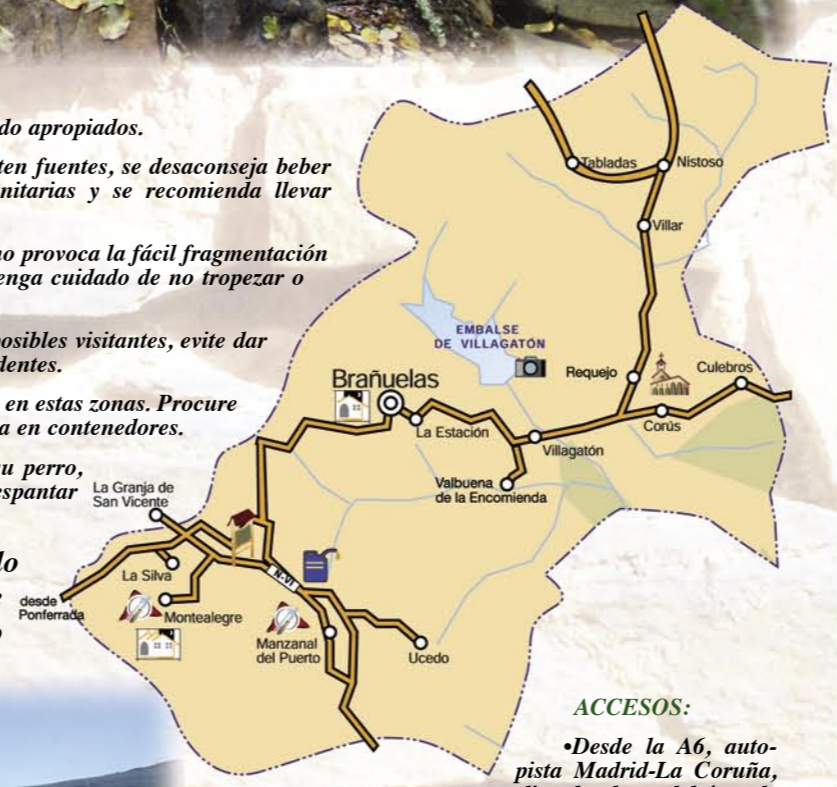 do apropiados.
ten fuentes, se desaconseja beber
nitarias y se recomienda llevar
no provoca la fácil fragmentación
enga cuidado de no tropezar o
posibles visitantes, evite dar
dentes.
en estas zonas. Procure
a en contenedores.
su perro,
espantar
do
desde
Ponferrada
La Granja de
San Vicente
La Silva
Montealegre
N-VI
Manzanal
del Puerto
Ucedo
Brañuelas
La Estación
Villagatón
Valbuena
de la Encomienda
EMBALSE
DE VILLAGATÓN
Requejo
Corús
Culebros
Villar
Tabladas
Nistoso
ACCESOS:
•Desde la A6, auto-
pista Madrid-La Coruña,